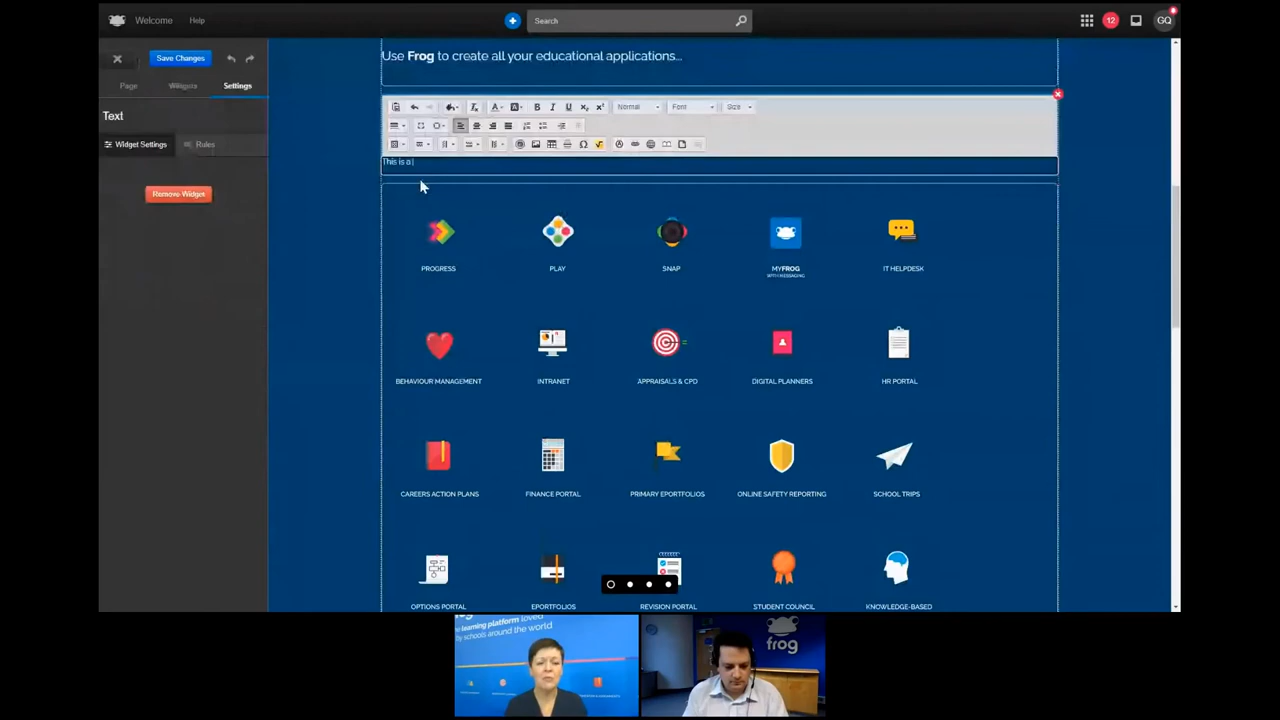 Welcome
Help
Search
12
GQ
Save Changes
Page
Widgets
Settings
Text
Widget Settings
Rules
Remove Widget
Use Frog to create all your educational applications...
Normal
Font
Size
This is a
PROGRESS
PLAY
SNAP
MYFROG
WITH MESSAGING
IT HELPDESK
BEHAVIOUR MANAGEMENT
INTRANET
APPRAISALS & CPD
DIGITAL PLANNERS
HR PORTAL
CAREERS ACTION PLANS
FINANCE PORTAL
PRIMARY EPORTFOLIOS
ONLINE SAFETY REPORTING
SCHOOL TRIPS
OPTIONS PORTAL
EPORTFOLIOS
REVISION PORTAL
STUDENT COUNCIL
KNOWLEDGE-BASED
learning platform loved
by schools around the world
frog